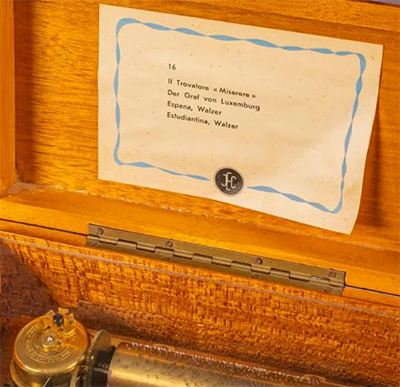 16
Il Trovatore « Miserere »
Der Graf von Luxemburg
Espana, Walzer
Estudiantina, Walzer